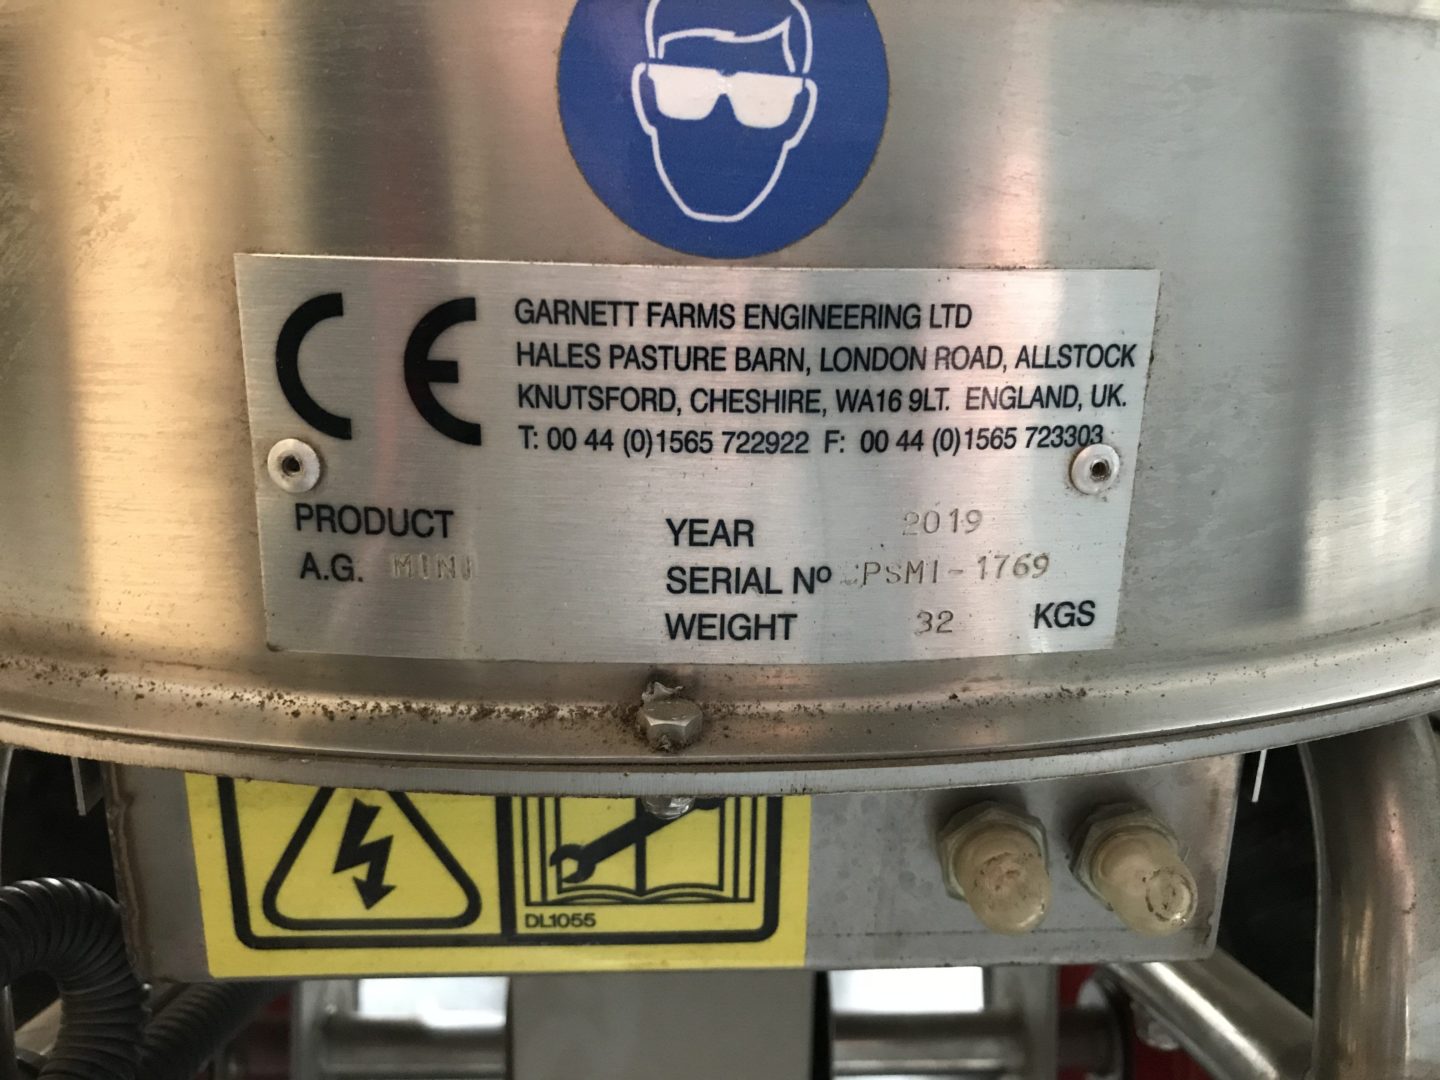 CE
GARNETT FARMS ENGINEERING LTD
HALES PASTURE BARN, LONDON ROAD, ALLSTOCK
KNUTSFORD, CHESHIRE, WA16 9LT. ENGLAND, UK.
T: 00 44 (0)1565 722922 F: 00 44 (0)1565 723303
PRODUCT
A.G. MINI
YEAR 2019
SERIAL Nº PSMI-1769
WEIGHT 32 KGS
DL1055